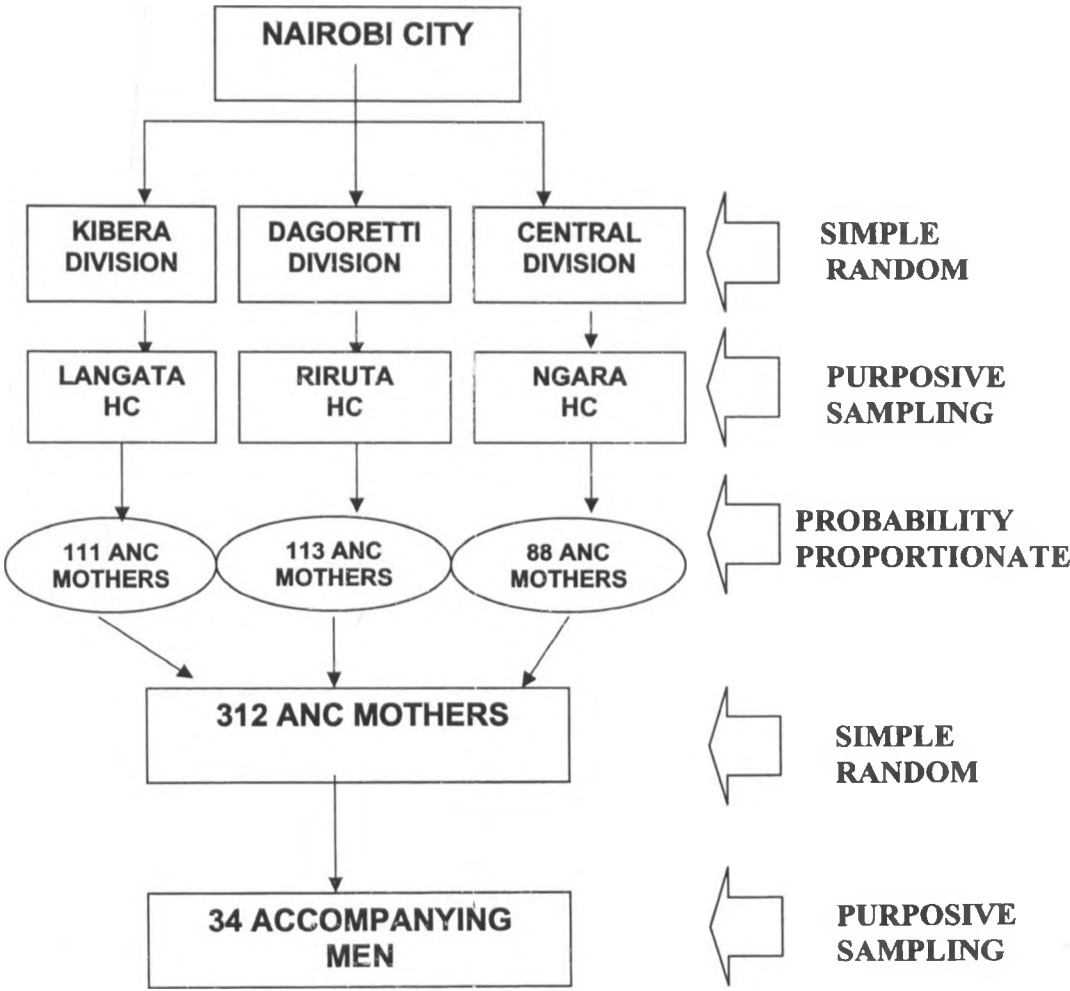 NAIROBI CITY
KIBERA
DIVISION
DAGORETTI
DIVISION
CENTRAL
DIVISION
SIMPLE
RANDOM
LANGATA
HC
RIRUTA
HC
NGARA
HC
PURPOSIVE
SAMPLING
111 ANC
MOTHERS
113 ANC
MOTHERS
88 ANC
MOTHERS
PROBABILITY
PROPORTIONATE
312 ANC MOTHERS
SIMPLE
RANDOM
34 ACCOMPANYING
MEN
PURPOSIVE
SAMPLING